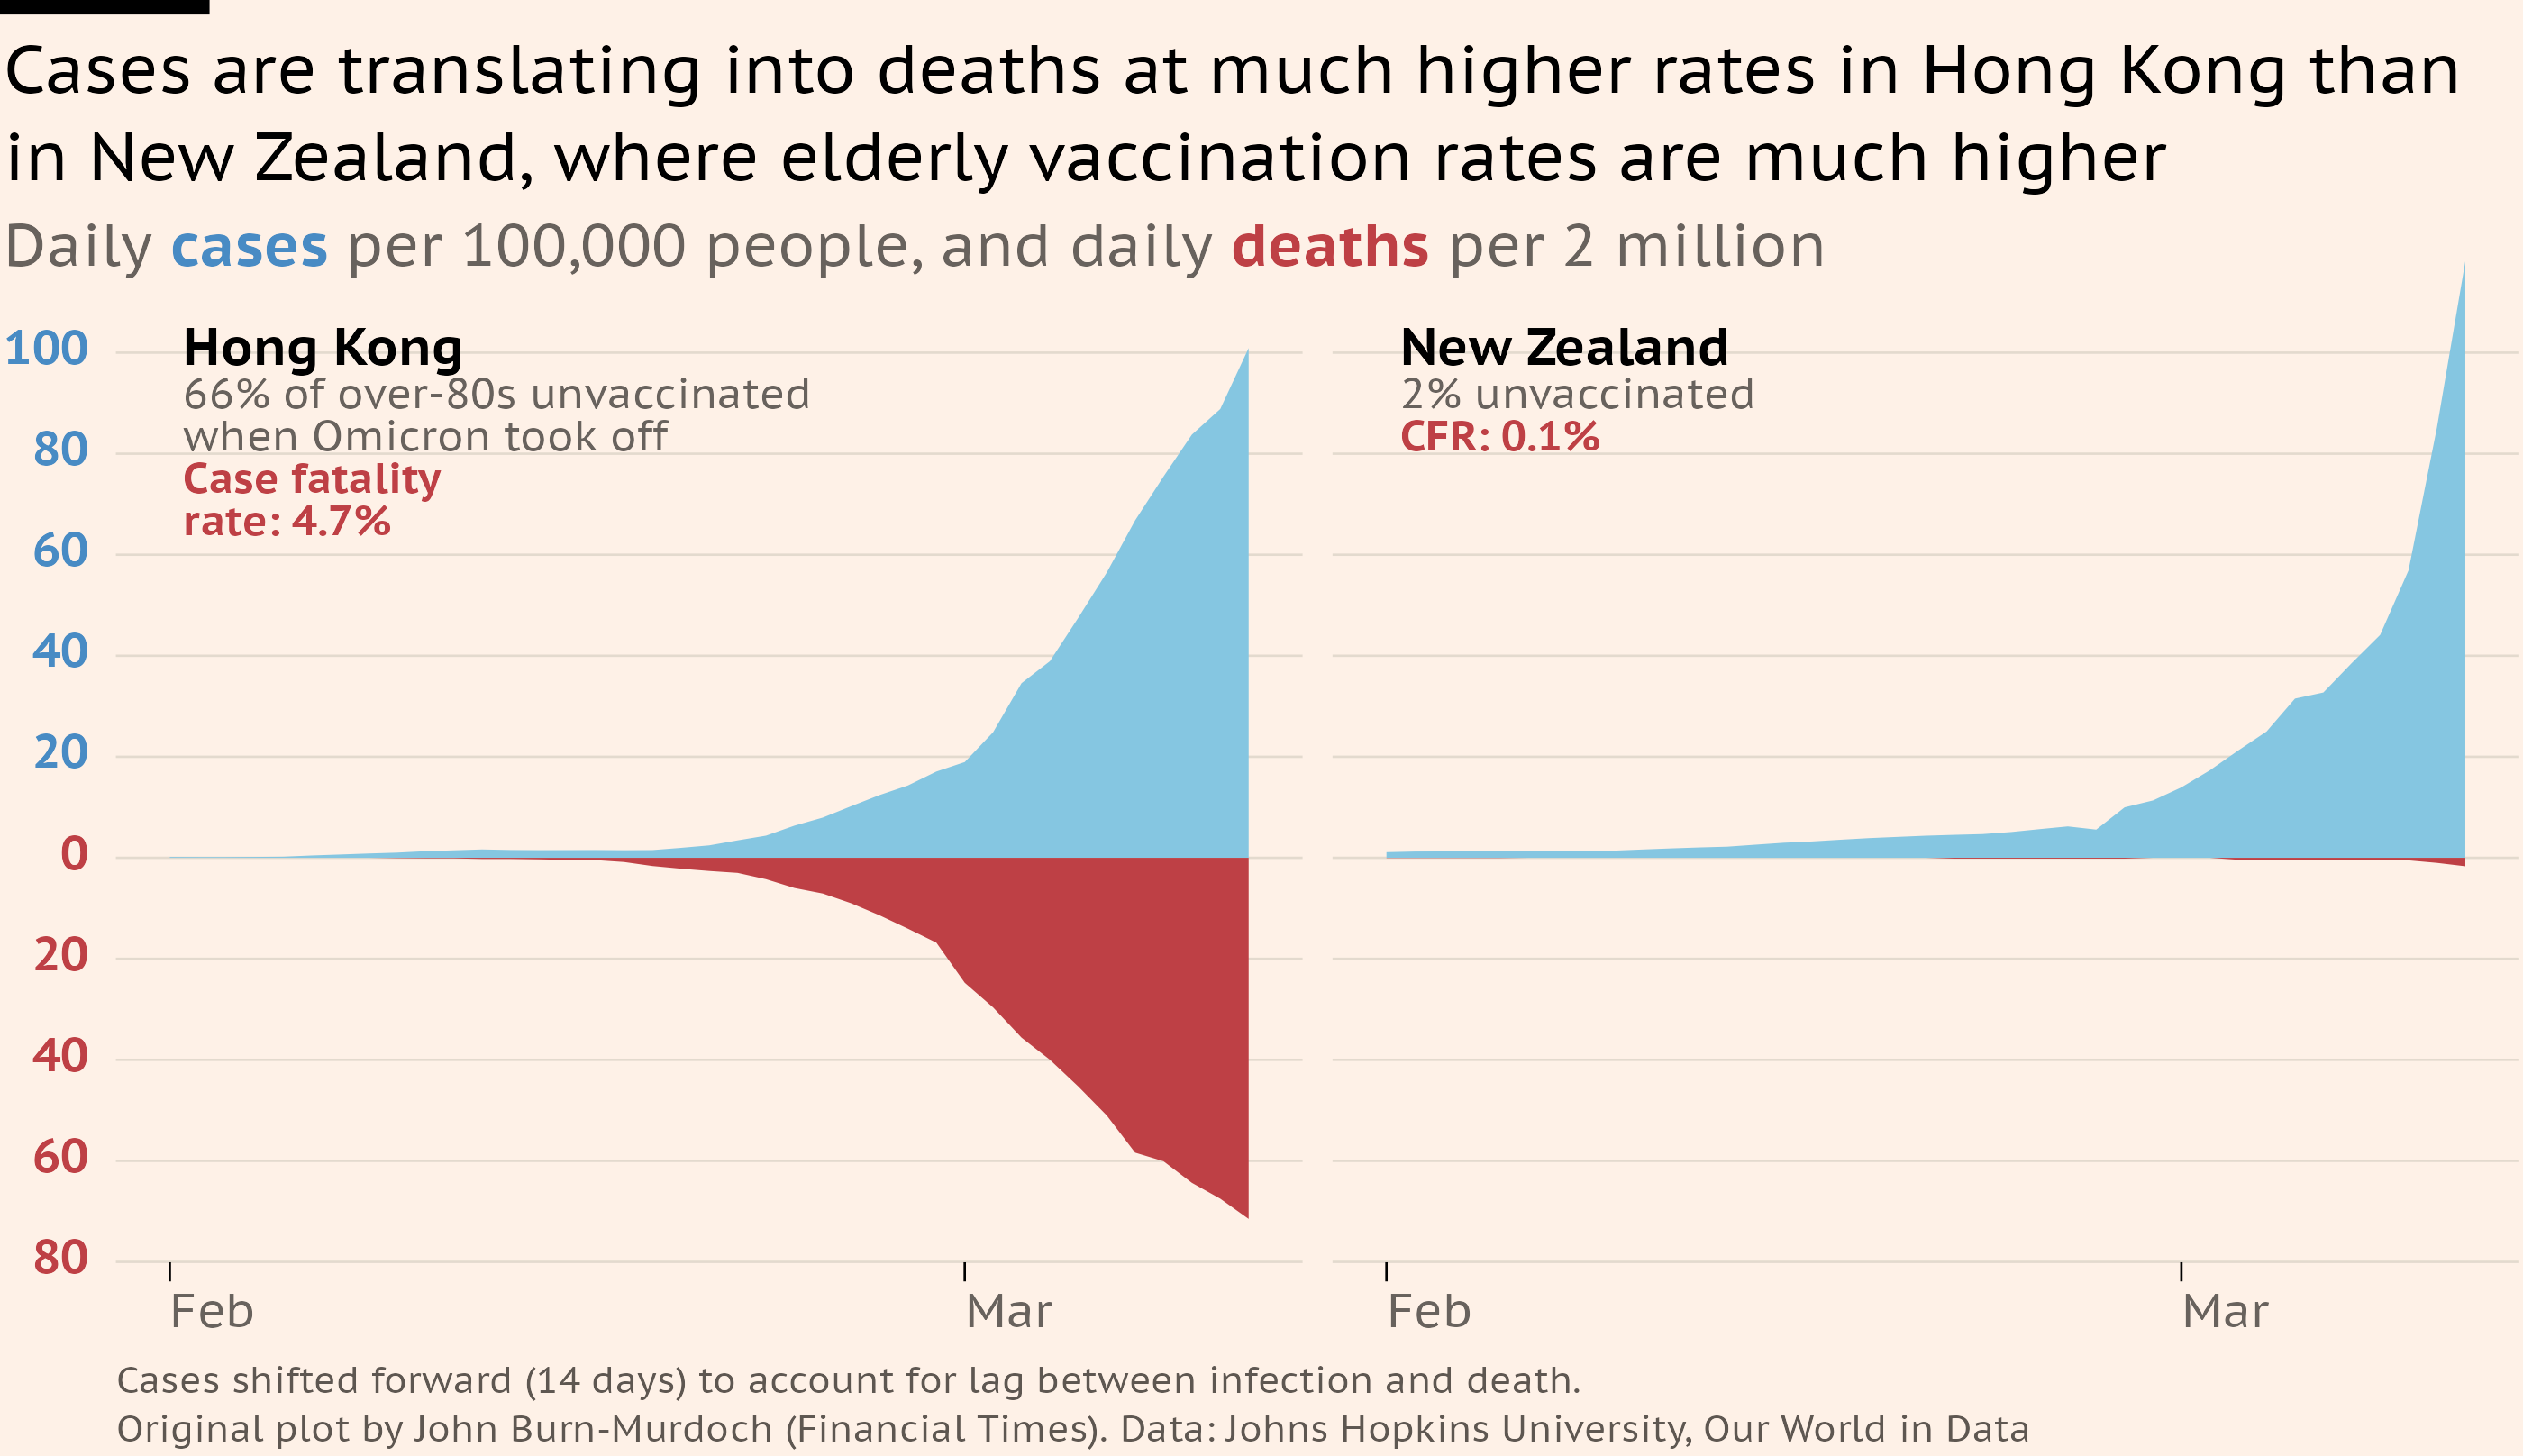 Cases are translating into deaths at much higher rates in Hong Kong than
in New Zealand, where elderly vaccination rates are much higher
Daily cases per 100,000 people, and daily deaths per 2 million
100
80
60
40
20
0
20
40
60
80
Hong Kong
66% of over-80s unvaccinated
when Omicron took off
Case fatality
rate: 4.7%
Feb
Mar
New Zealand
2% unvaccinated
CFR: 0.1%
Feb
Mar
Cases shifted forward (14 days) to account for lag between infection and death.
Original plot by John Burn-Murdoch (Financial Times). Data: Johns Hopkins University, Our World in Data